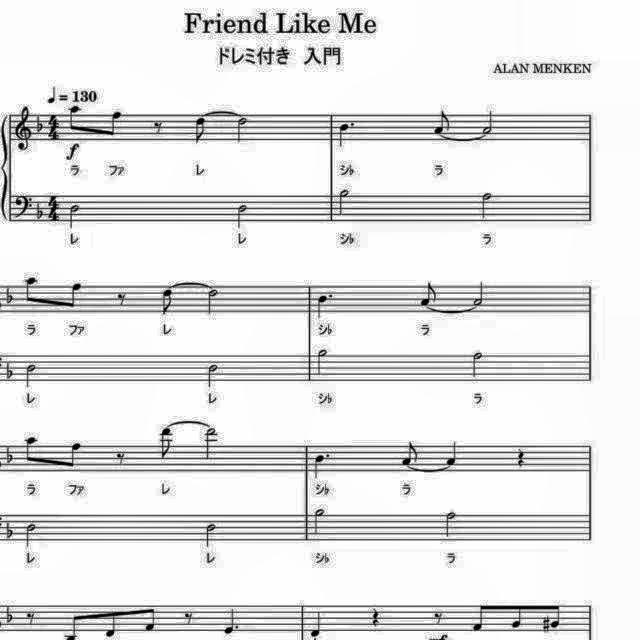 Friend Like Me
ドレミ付き 入門
ALAN MENKEN
♩= 130
f
ラ ファ レ シ♭ ラ
レ レ シ♭ ラ
ラ ファ レ シ♭ ラ
レ レ シ♭ ラ
ラ ファ レ シ♭ ラ
レ レ シ♭ ラ